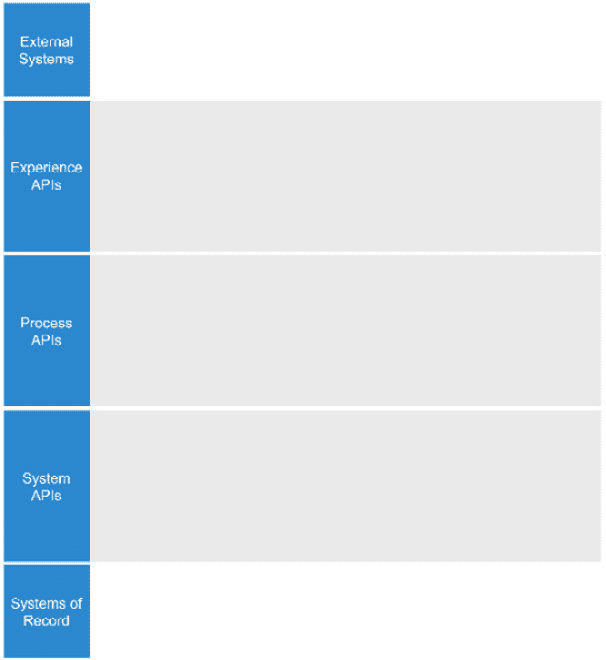 External
Systems
Experience
APIs
Process
APIs
System
APIs
Systems of
Record